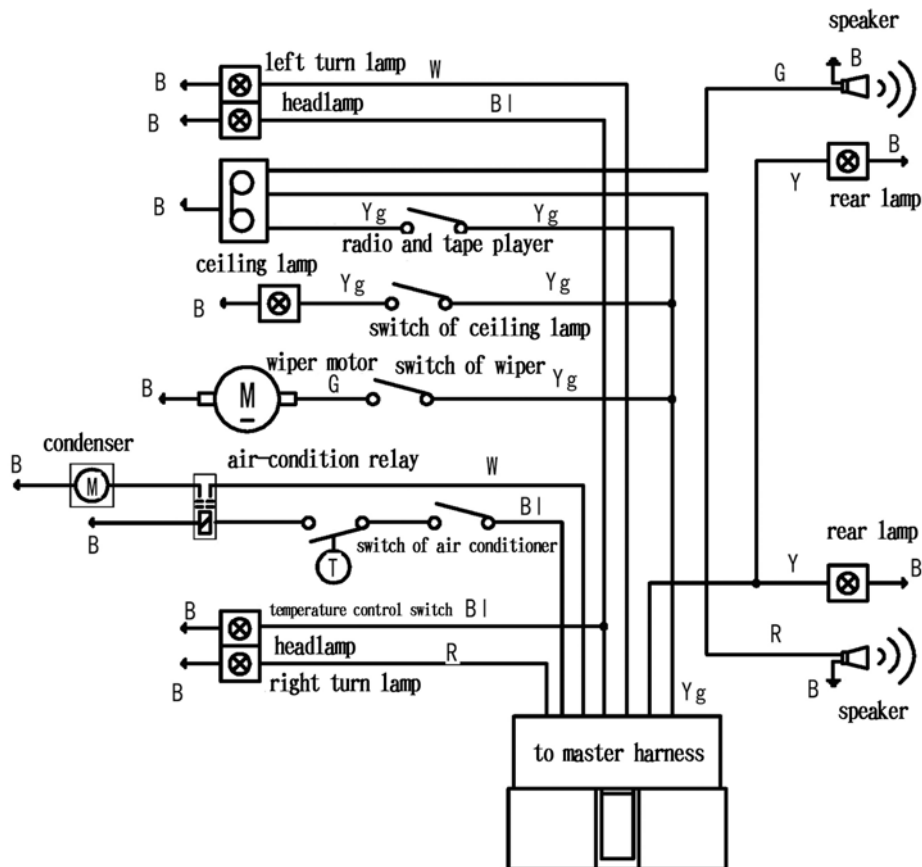 speaker
left turn lamp
W
B
G
B
headlamp
Bl
B
B
Y
rear lamp
B
Yg
Yg
radio and tape player
ceiling lamp
Yg
Yg
B
switch of ceiling lamp
wiper motor
switch of wiper
B
G
Yg
M
condenser
air-condition relay
B
W
M
Bl
B
switch of air conditioner
rear lamp
T
Y
B
B
temperature control switch
Bl
headlamp
R
R
B
right turn lamp
Yg
B
speaker
to master harness